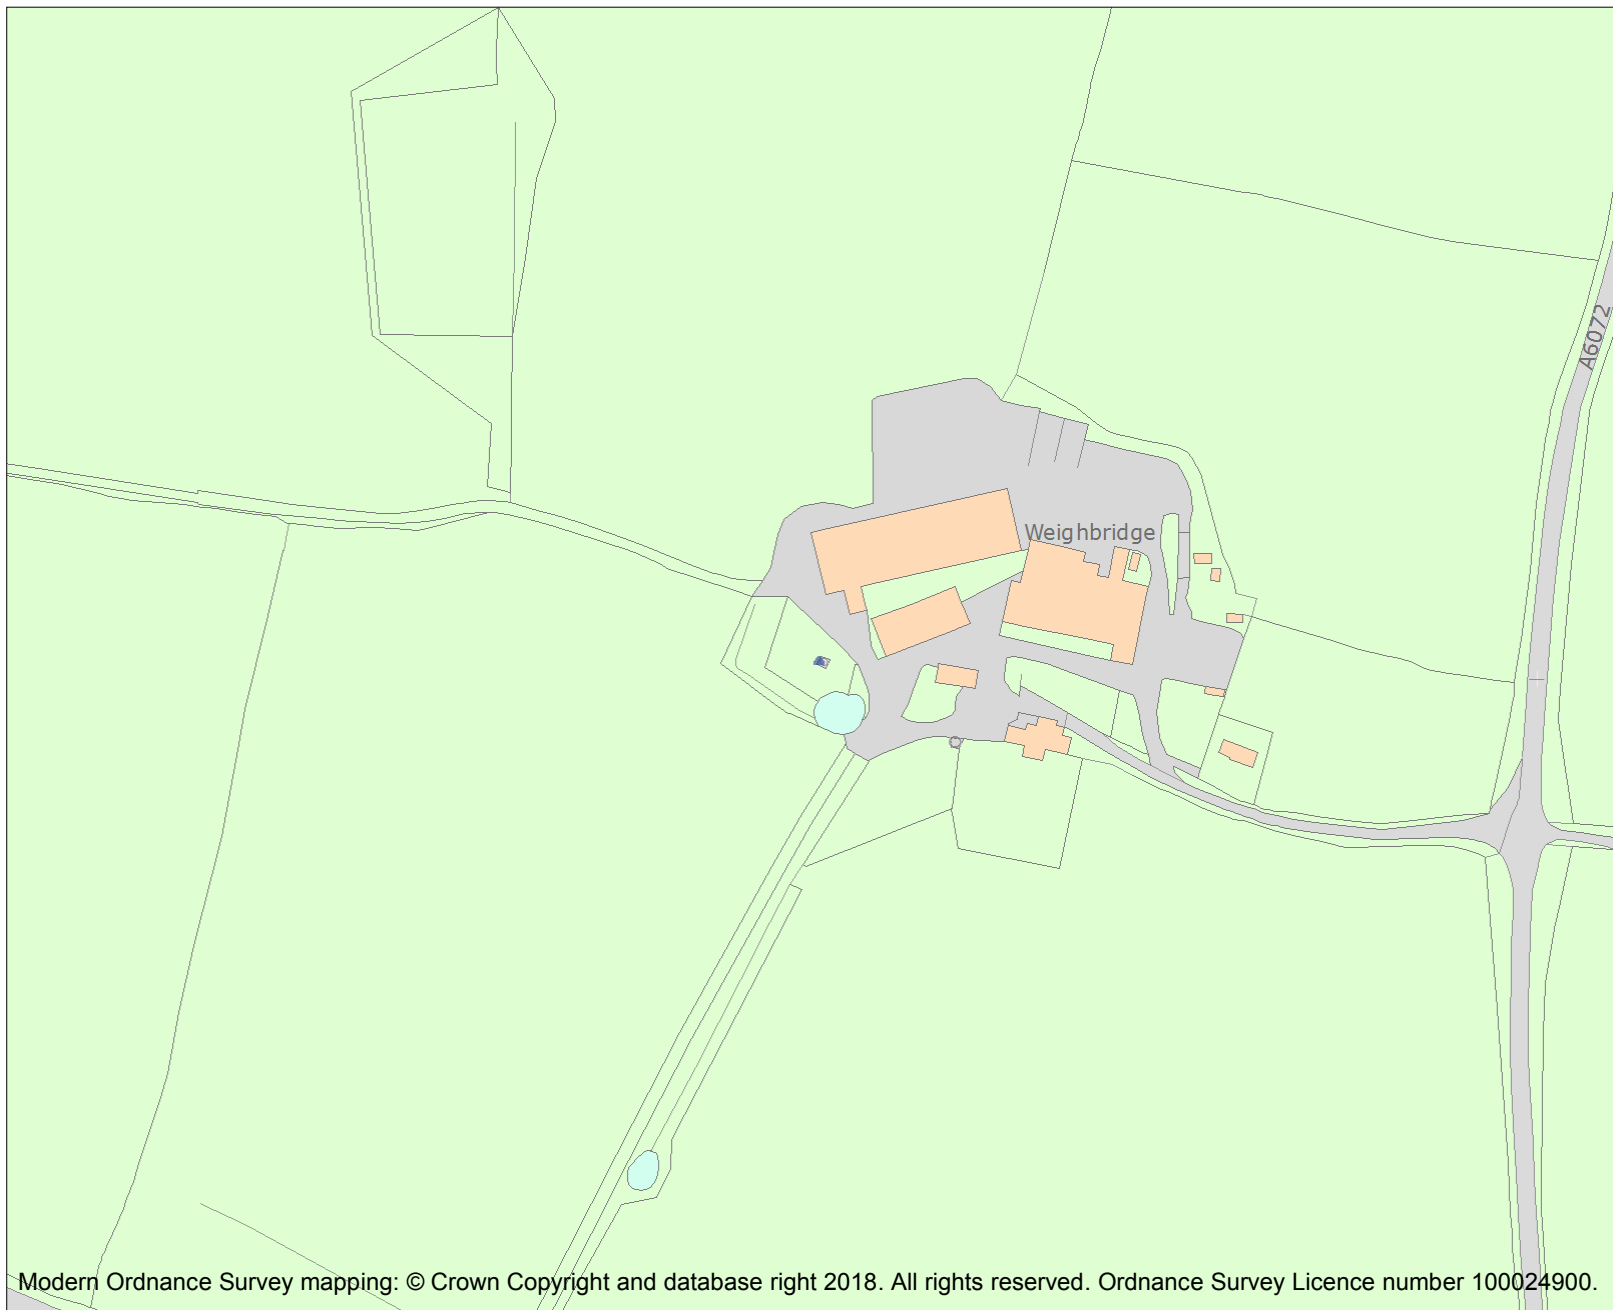 A6072
Weighbridge
Modern Ordnance Survey mapping: © Crown Copyright and database right 2018. All rights reserved. Ordnance Survey Licence number 100024900.